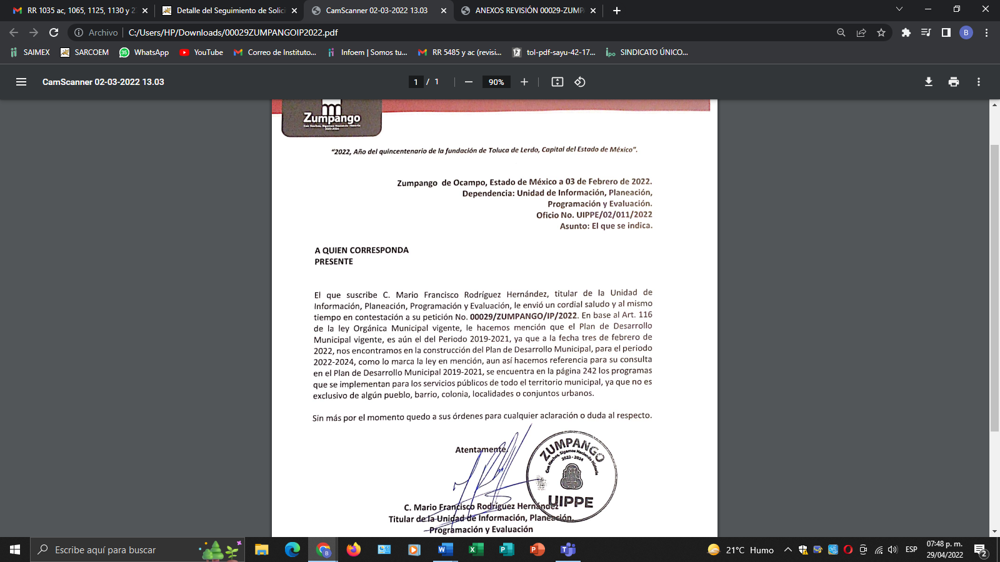 RR 1035 ac, 1065, 1125, 1130 y 2
Detalle del Seguimiento de Solici
CamScanner 02-03-2022 13.03
ANEXOS REVISIÓN 00029-ZUMP
Archivo
C:/Users/HP/Downloads/00029ZUMPANGOIP2022.pdf
B
SAIMEX
SARCOEM
35
WhatsApp
YouTube
Correo de Instituto...
Infoem | Somos tu...
RR 5485 y ac (revisi...
tol-pdf-sayu-42-17...
ipo
SINDICATO ÚNICO...
CamScanner 02-03-2022 13.03
1 / 1
90%
Zumpango
Con Hechos, Sigamos Haciendo Historia
2022-2024
"2022, Año del quincentenario de la fundación de Toluca de Lerdo, Capital del Estado de México".
Zumpango de Ocampo, Estado de México a 03 de Febrero de 2022.
Dependencia: Unidad de Información, Planeación,
Programación y Evaluación.
Oficio No. UIPPE/02/011/2022
Asunto: El que se indica.
A QUIEN CORRESPONDA
PRESENTE
El que suscribe C. Mario Francisco Rodríguez Hernández, titular de la Unidad de
Información, Planeación, Programación y Evaluación, le envió un cordial saludo y al mismo
tiempo en contestación a su petición No. 00029/ZUMPANGO/IP/2022. En base al Art. 116
de la ley Orgánica Municipal vigente, le hacemos mención que el Plan de Desarrollo
Municipal vigente, es aún el del Periodo 2019-2021, ya que a la fecha tres de febrero de
2022, nos encontramos en la construcción del Plan de Desarrollo Municipal, para el periodo
2022-2024, como lo marca la ley en mención, aun así hacemos referencia para su consulta
en el Plan de Desarrollo Municipal 2019-2021, se encuentra en la página 242 los programas
que se implementan para los servicios públicos de todo el territorio municipal, ya que no es
exclusivo de algún pueblo, barrio, colonia, localidades o conjuntos urbanos.
Sin más por el momento quedo a sus órdenes para cualquier aclaración o duda al respecto.
Atentamente.
ZUMPANGO
Con Hechos, Sigamos Haciendo Historia
2022 - 2024
UIPPE
C. Mario Francisco Rodríguez Hernández
Titular de la Unidad de Información, Planeación,
Programación y Evaluación
Escribe aquí para buscar
21°C Humo
ESP
07:48 p. m.
29/04/2022
2